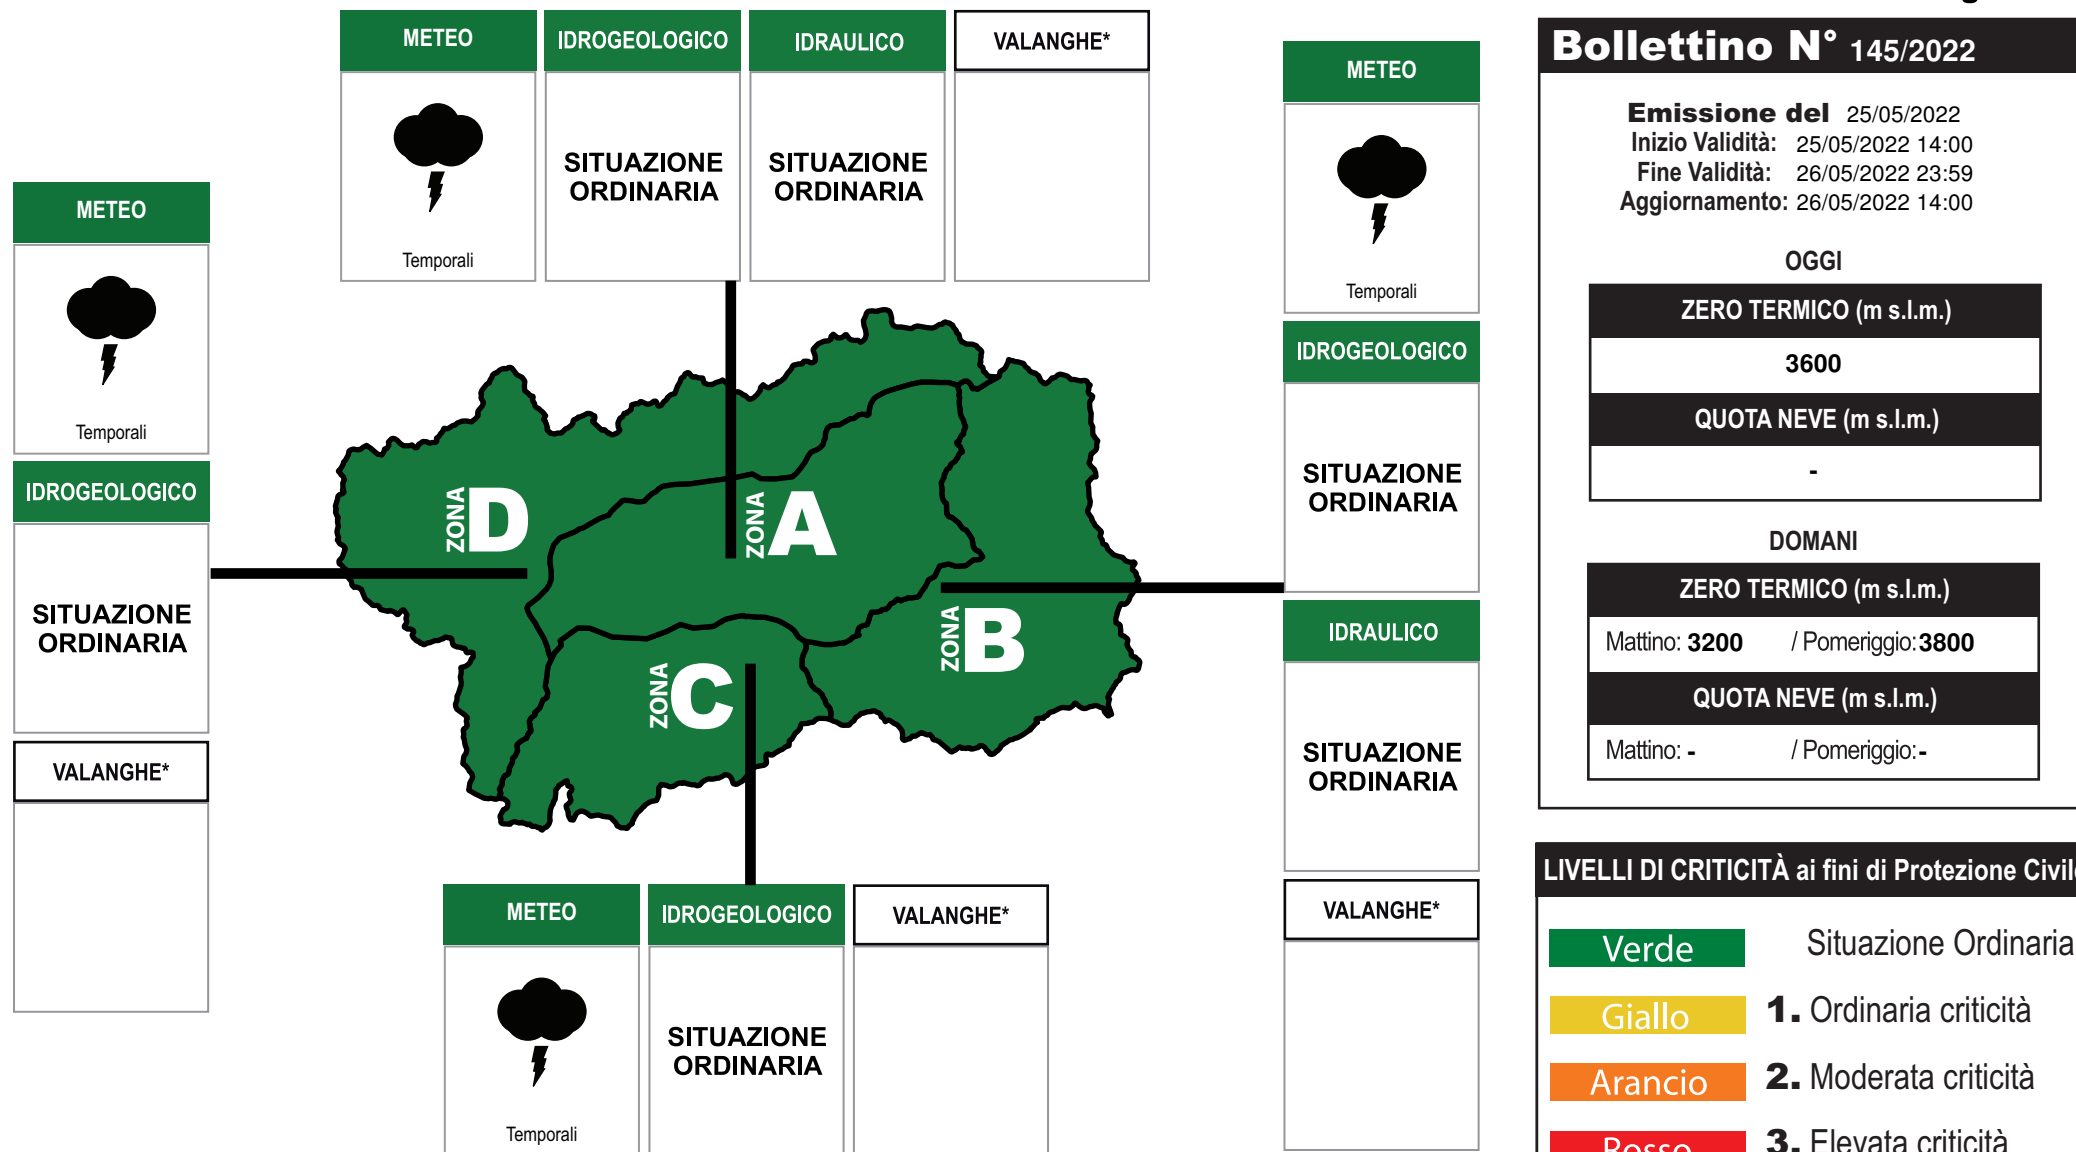 METEO
IDROGEOLOGICO
IDRAULICO
VALANGHE*
Temporali
SITUAZIONE
ORDINARIA
SITUAZIONE
ORDINARIA
METEO
Temporali
IDROGEOLOGICO
SITUAZIONE
ORDINARIA
VALANGHE*
METEO
Temporali
IDROGEOLOGICO
SITUAZIONE
ORDINARIA
IDRAULICO
SITUAZIONE
ORDINARIA
VALANGHE*
ZONA D
ZONA A
ZONA B
ZONA C
METEO
IDROGEOLOGICO
VALANGHE*
Temporali
SITUAZIONE
ORDINARIA
Bollettino N° 145/2022
Emissione del 25/05/2022
Inizio Validità: 25/05/2022 14:00
Fine Validità: 26/05/2022 23:59
Aggiornamento: 26/05/2022 14:00
OGGI
ZERO TERMICO (m s.l.m.)
3600
QUOTA NEVE (m s.l.m.)
-
DOMANI
ZERO TERMICO (m s.l.m.)
Mattino: 3200 / Pomeriggio: 3800
QUOTA NEVE (m s.l.m.)
Mattino: - / Pomeriggio: -
LIVELLI DI CRITICITÀ ai fini di Protezione Civile
Verde Situazione Ordinaria
Giallo 1. Ordinaria criticità
Arancio 2. Moderata criticità
Rosso 3. Elevata criticità